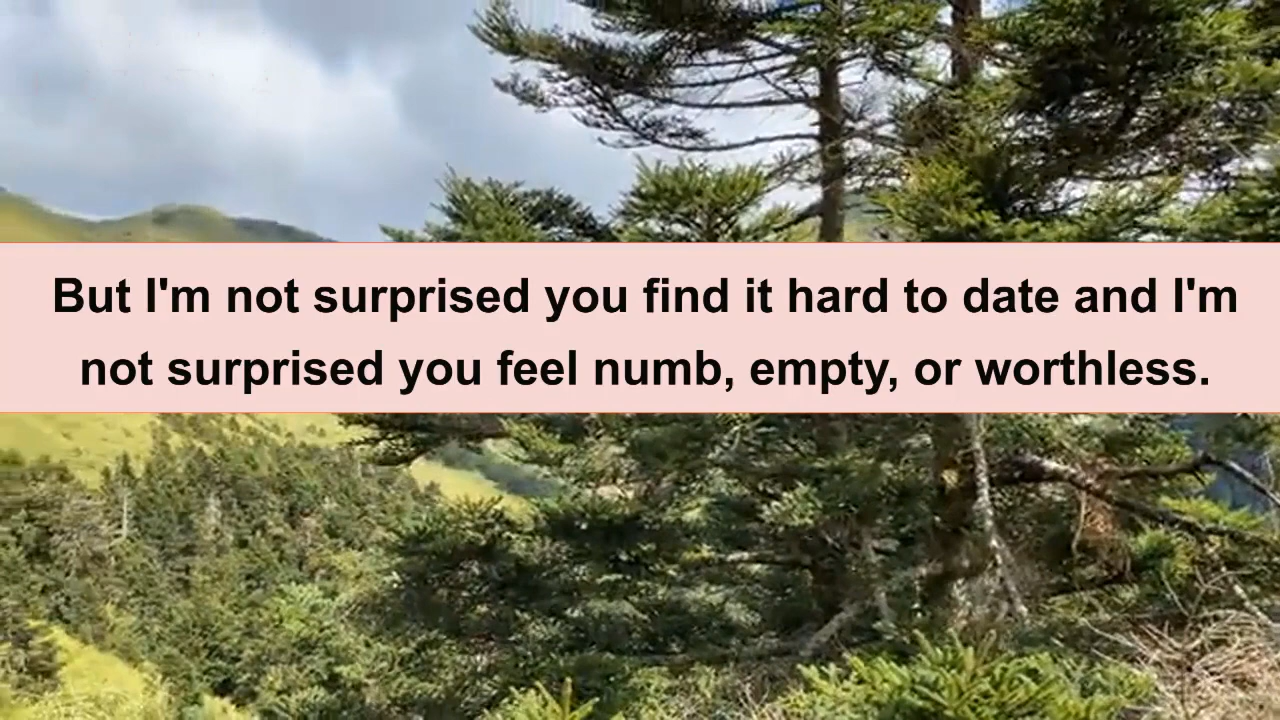 But I'm not surprised you find it hard to date and I'm
not surprised you feel numb, empty, or worthless.